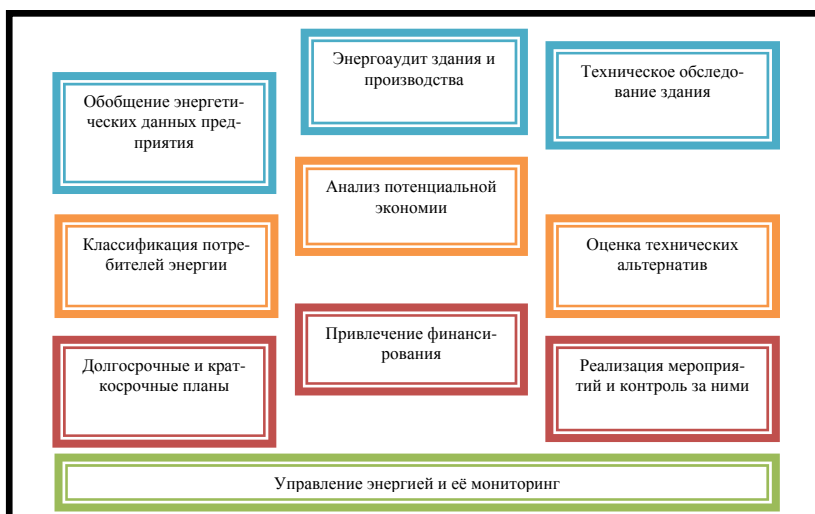 Обобщение энергети-
ческих данных пред-
приятия
Энергоаудит здания и
производства
Техническое обследо-
вание здания
Классификация потре-
бителей энергии
Анализ потенциальной
экономии
Оценка технических
альтернатив
Долгосрочные и крат-
косрочные планы
Привлечение финанси-
рования
Реализация мероприя-
тий и контроль за ними
Управление энергией и её мониторинг